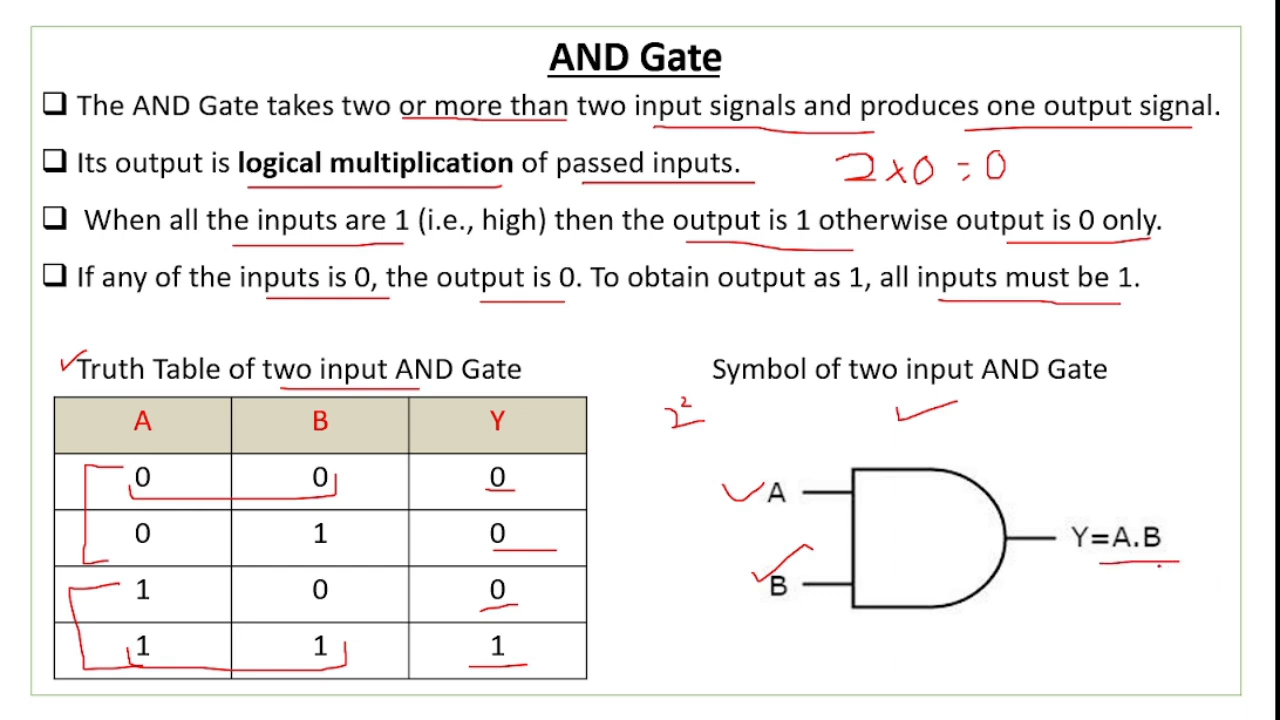 AND Gate
The AND Gate takes two or more than two input signals and produces one output signal.
Its output is logical multiplication of passed inputs. 2 × 0 = 0
When all the inputs are 1 (i.e., high) then the output is 1 otherwise output is 0 only.
If any of the inputs is 0, the output is 0. To obtain output as 1, all inputs must be 1.
Truth Table of two input AND Gate
A B Y
0 0 0
0 1 0
1 0 0
1 1 1
Symbol of two input AND Gate
2²
A
B
Y=A.B